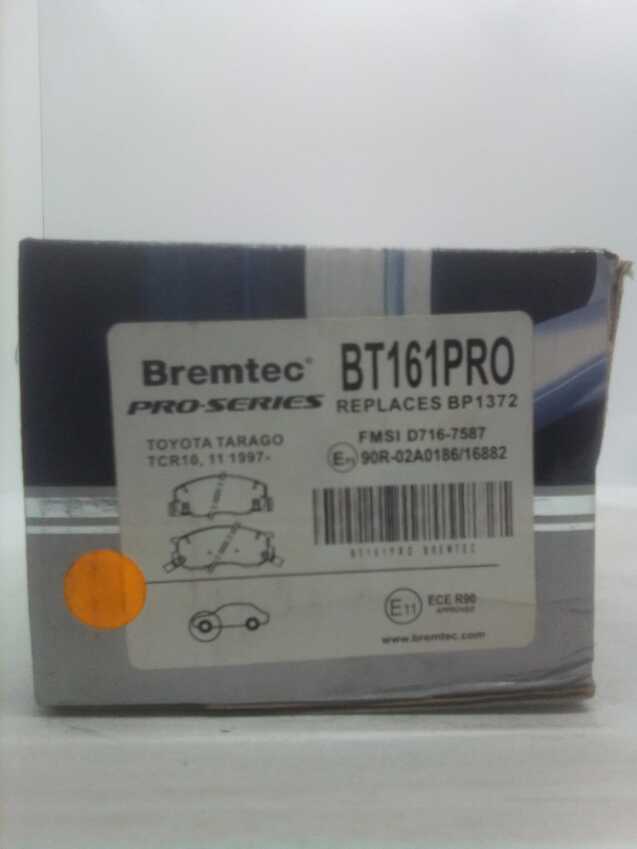 Bremtec®
PRO-SERIES
BT161PRO
REPLACES BP1372
TOYOTA TARAGO
TCR10, 11 1997-
FMSI D716-7587
90R-02A0186/16882
BT161PRO BREMTEC
E11
ECE R90
APPROVED
www.bremtec.com